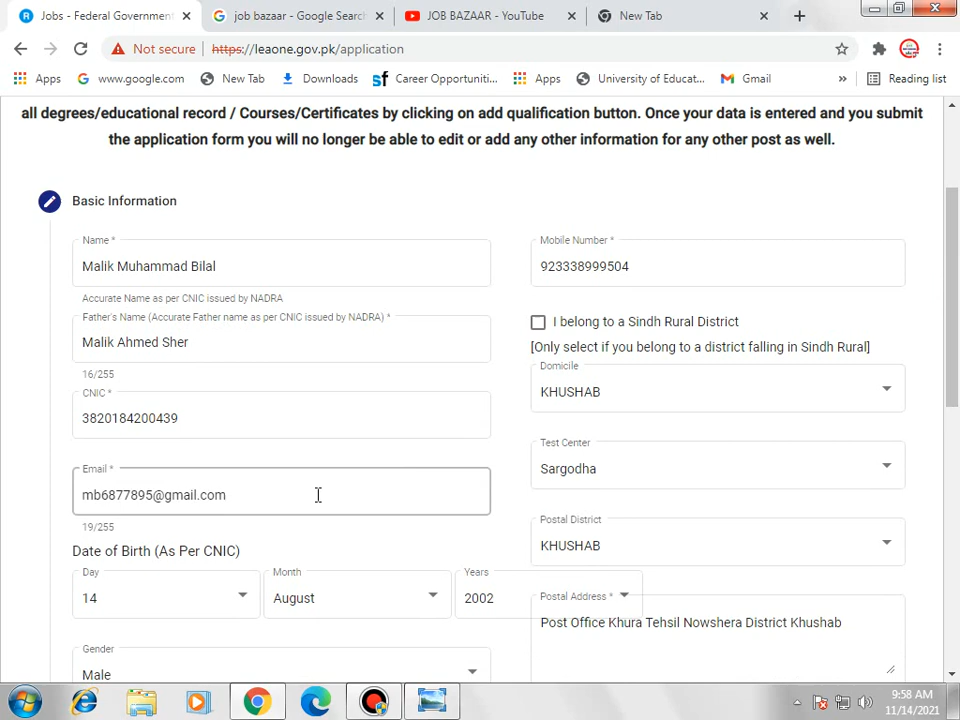 Jobs - Federal Government
job bazaar - Google Search
JOB BAZAAR - YouTube
New Tab
Not secure | https://leaone.gov.pk/application
Apps
www.google.com
New Tab
Downloads
Career Opportuniti...
Apps
University of Educat...
Gmail
»
Reading list
all degrees/educational record / Courses/Certificates by clicking on add qualification button. Once your data is entered and you submit
the application form you will no longer be able to edit or add any other information for any other post as well.
Basic Information
Name *
Malik Muhammad Bilal
Accurate Name as per CNIC issued by NADRA
Father's Name (Accurate Father name as per CNIC issued by NADRA) *
Malik Ahmed Sher
16/255
CNIC *
3820184200439
Email *
mb6877895@gmail.com
19/255
Date of Birth (As Per CNIC)
Day
14
Month
August
Years
2002
Gender
Male
Mobile Number *
923338999504
I belong to a Sindh Rural District
[Only select if you belong to a district falling in Sindh Rural]
Domicile
KHUSHAB
Test Center
Sargodha
Postal District
KHUSHAB
Postal Address *
Post Office Khura Tehsil Nowshera District Khushab
9:58 AM
11/14/2021